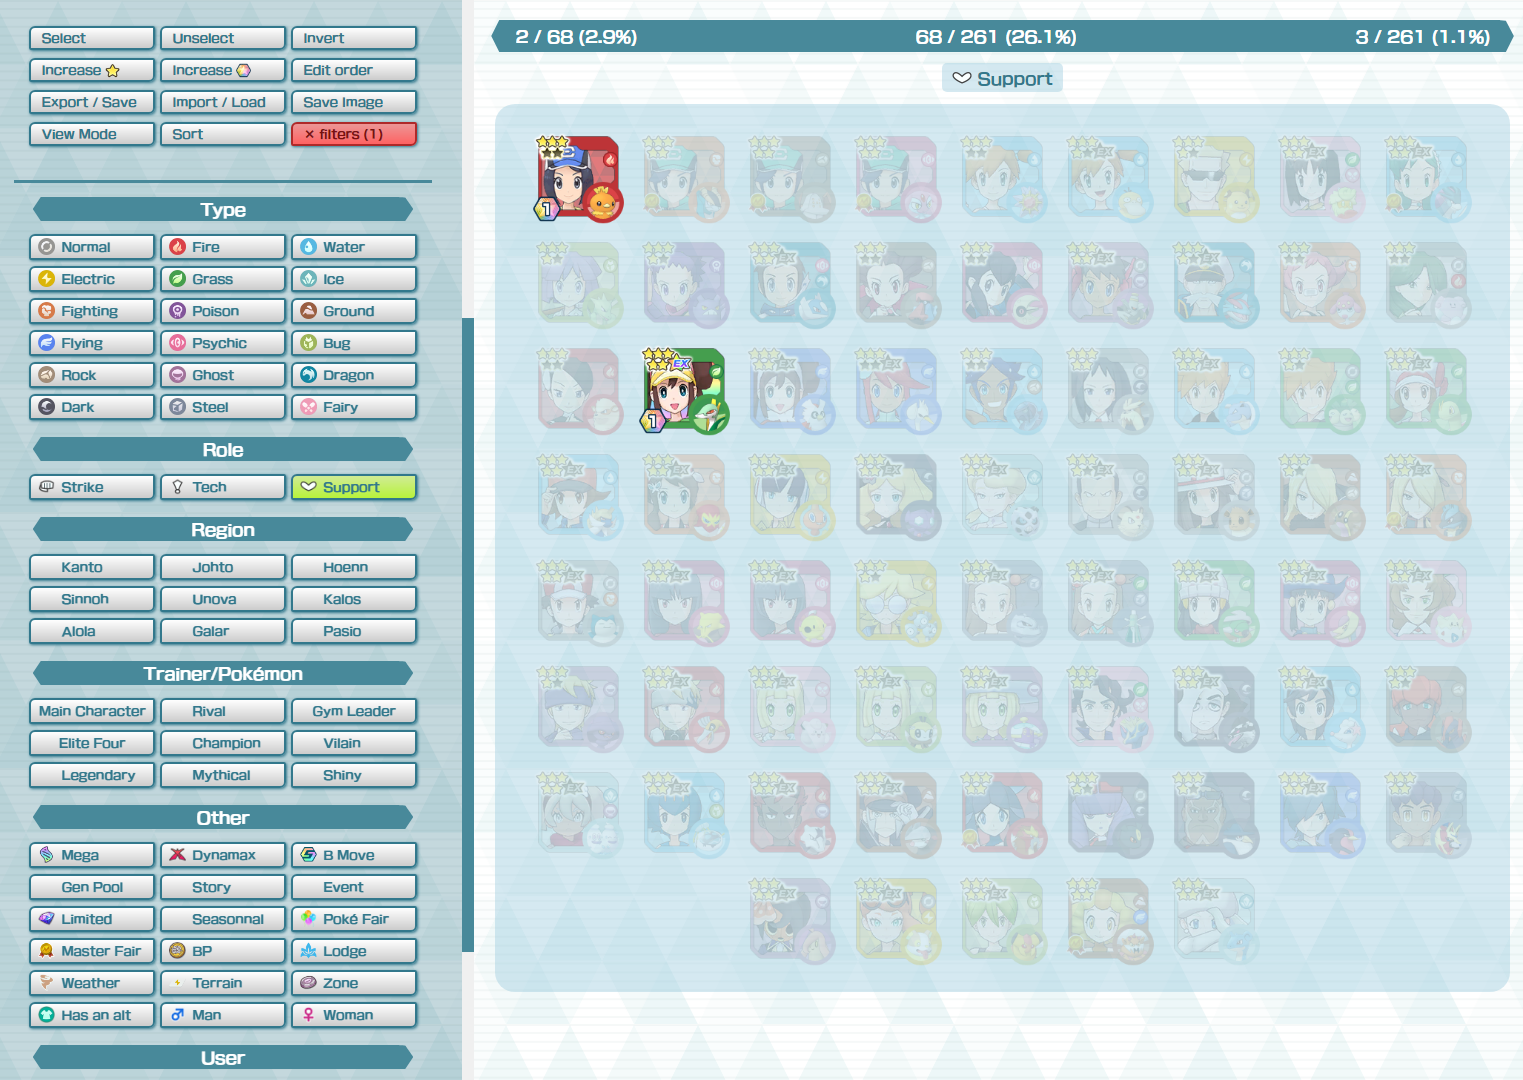 Select
Unselect
Invert
Increase
Increase
Edit order
Export / Save
Import / Load
Save Image
View Mode
Sort
× filters (1)
Type
Normal
Fire
Water
Electric
Grass
Ice
Fighting
Poison
Ground
Flying
Psychic
Bug
Rock
Ghost
Dragon
Dark
Steel
Fairy
Role
Strike
Tech
Support
Region
Kanto
Johto
Hoenn
Sinnoh
Unova
Kalos
Alola
Galar
Pasio
Trainer/Pokémon
Main Character
Rival
Gym Leader
Elite Four
Champion
Vilain
Legendary
Mythical
Shiny
Other
Mega
Dynamax
B Move
Gen Pool
Story
Event
Limited
Seasonnal
Poké Fair
Master Fair
BP
Lodge
Weather
Terrain
Zone
Has an alt
Man
Woman
User
2 / 68 (2.9%)
68 / 261 (26.1%)
3 / 261 (1.1%)
Support
1
EX
1